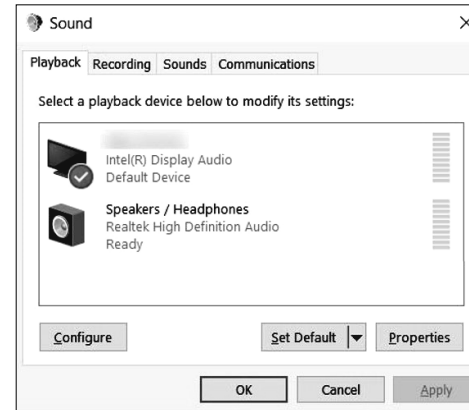 Sound
Playback
Recording
Sounds
Communications
Select a playback device below to modify its settings:
Intel(R) Display Audio
Default Device
Speakers / Headphones
Realtek High Definition Audio
Ready
Configure
Set Default
Properties
OK
Cancel
Apply